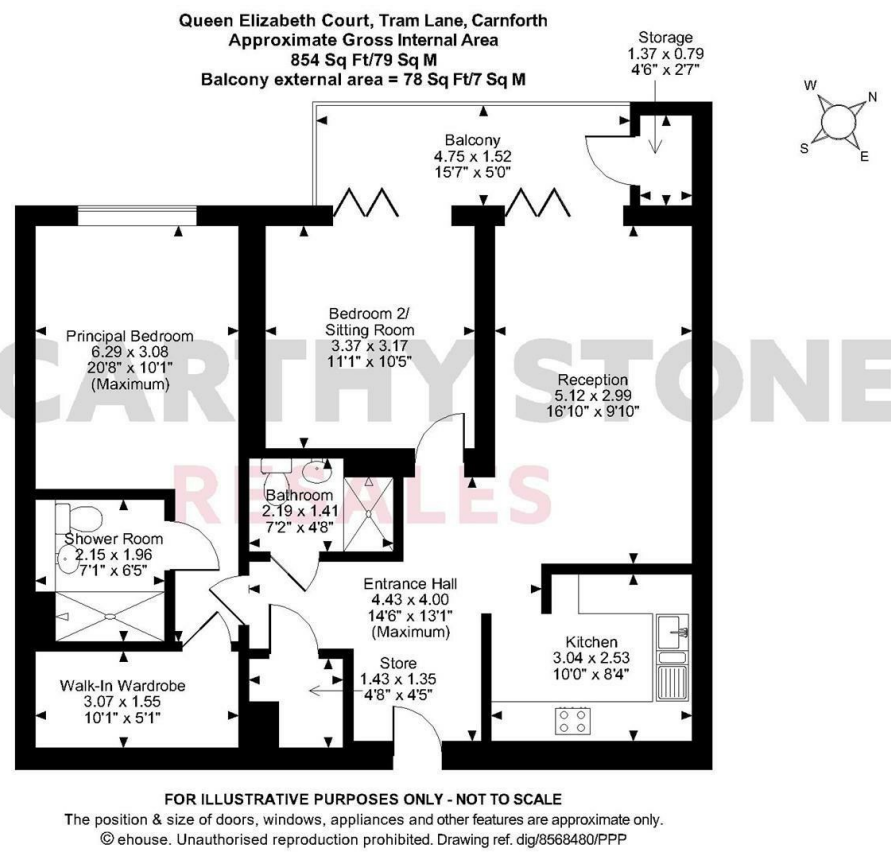 Queen Elizabeth Court, Tram Lane, Carnforth
Approximate Gross Internal Area
854 Sq Ft/79 Sq M
Balcony external area = 78 Sq Ft/7 Sq M
Storage
1.37 x 0.79
4'6" x 2'7"
W
N
S
E
Balcony
4.75 x 1.52
15'7" x 5'0"
Principal Bedroom
6.29 x 3.08
20'8" x 10'1"
(Maximum)
Bedroom 2/
Sitting Room
3.37 x 3.17
11'1" x 10'5"
Reception
5.12 x 2.99
16'10" x 9'10"
CARTHY STONE
RESALES
Shower Room
2.15 x 1.96
7'1" x 6'5"
Bathroom
2.19 x 1.41
7'2" x 4'8"
Entrance Hall
4.43 x 4.00
14'6" x 13'1"
(Maximum)
Kitchen
3.04 x 2.53
10'0" x 8'4"
Walk-In Wardrobe
3.07 x 1.55
10'1" x 5'1"
Store
1.43 x 1.35
4'8" x 4'5"
FOR ILLUSTRATIVE PURPOSES ONLY - NOT TO SCALE
The position & size of doors, windows, appliances and other features are approximate only.
© ehouse. Unauthorised reproduction prohibited. Drawing ref. dig/8568480/PPP